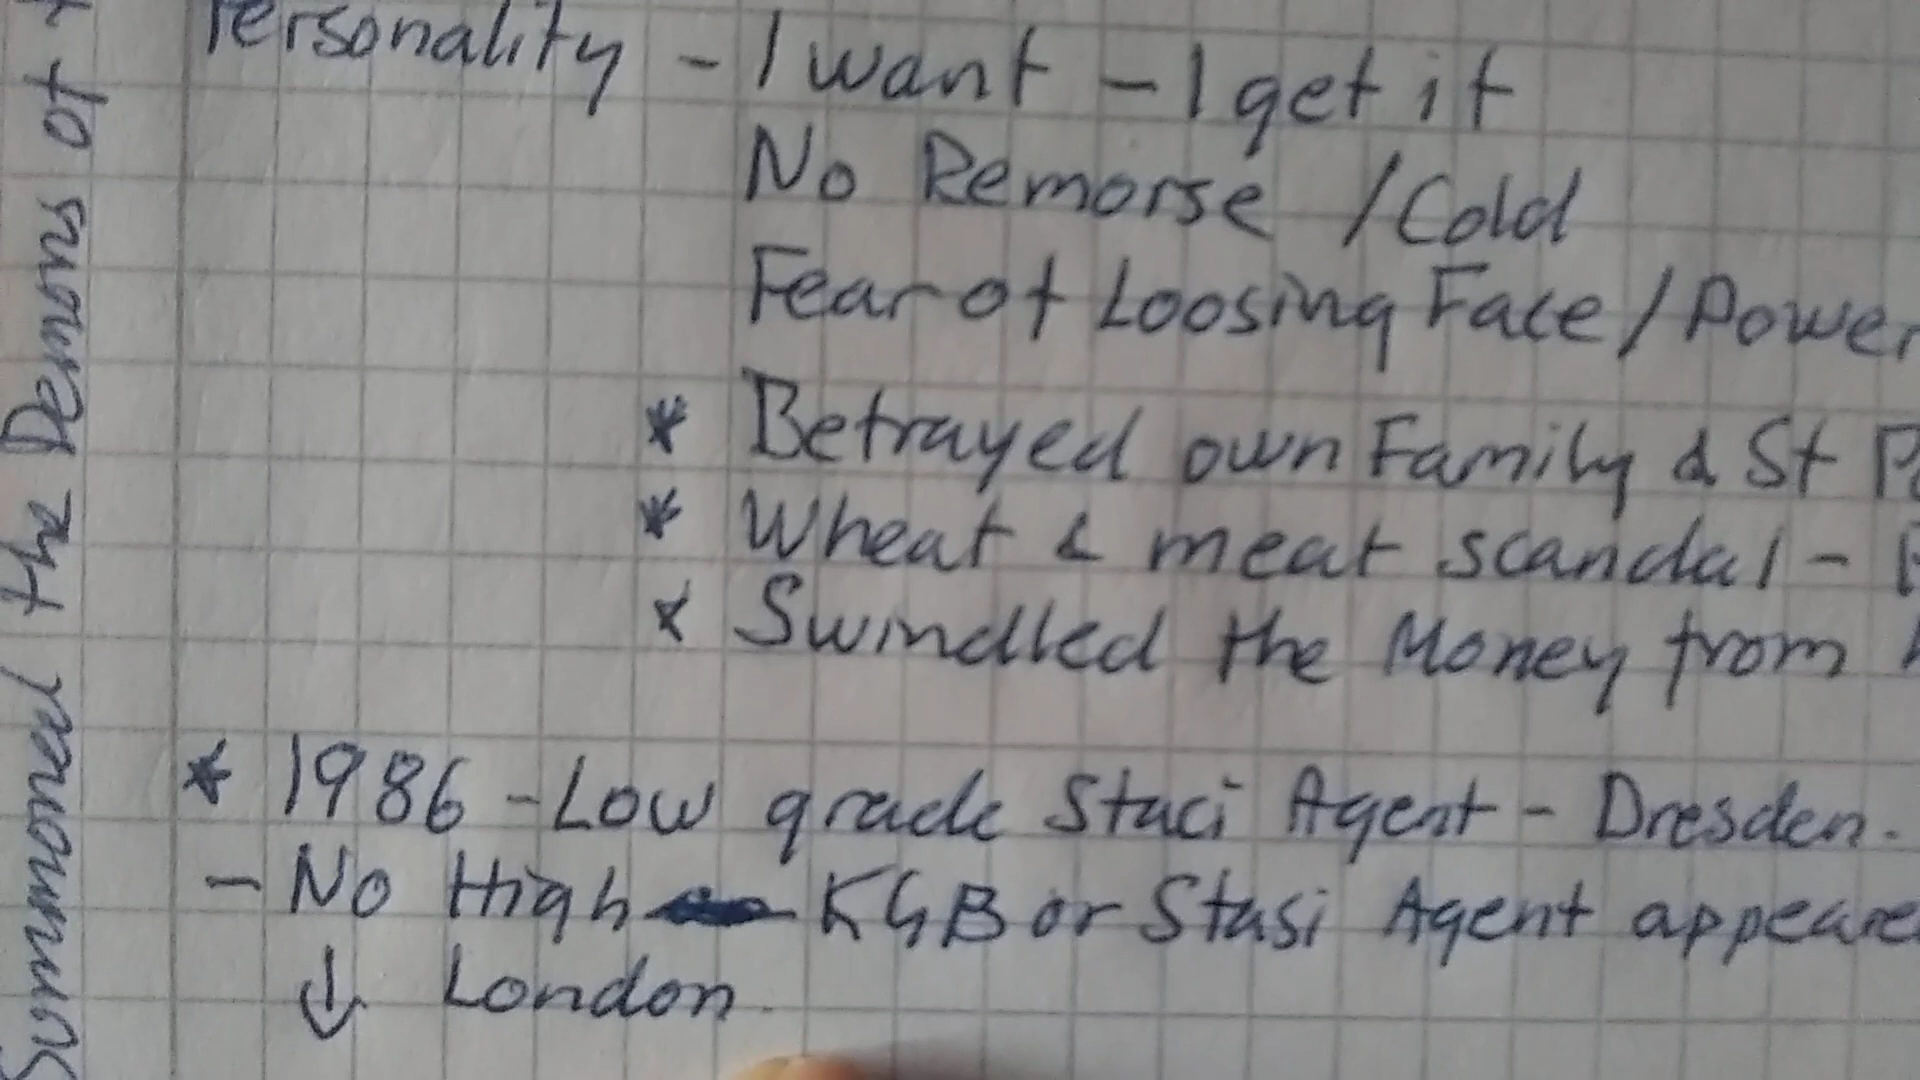 Personality - I want - I get it
No Remorse / Cold
Fear of Loosing Face / Power
* Betrayed own Family & St
* Wheat & meat scandal -
* Swindled the Money from
* 1986 - Low grade Staci Agent - Dresden.
- No High KGB or Stasi Agent appeare
↓ London.
Summoned the Demons of